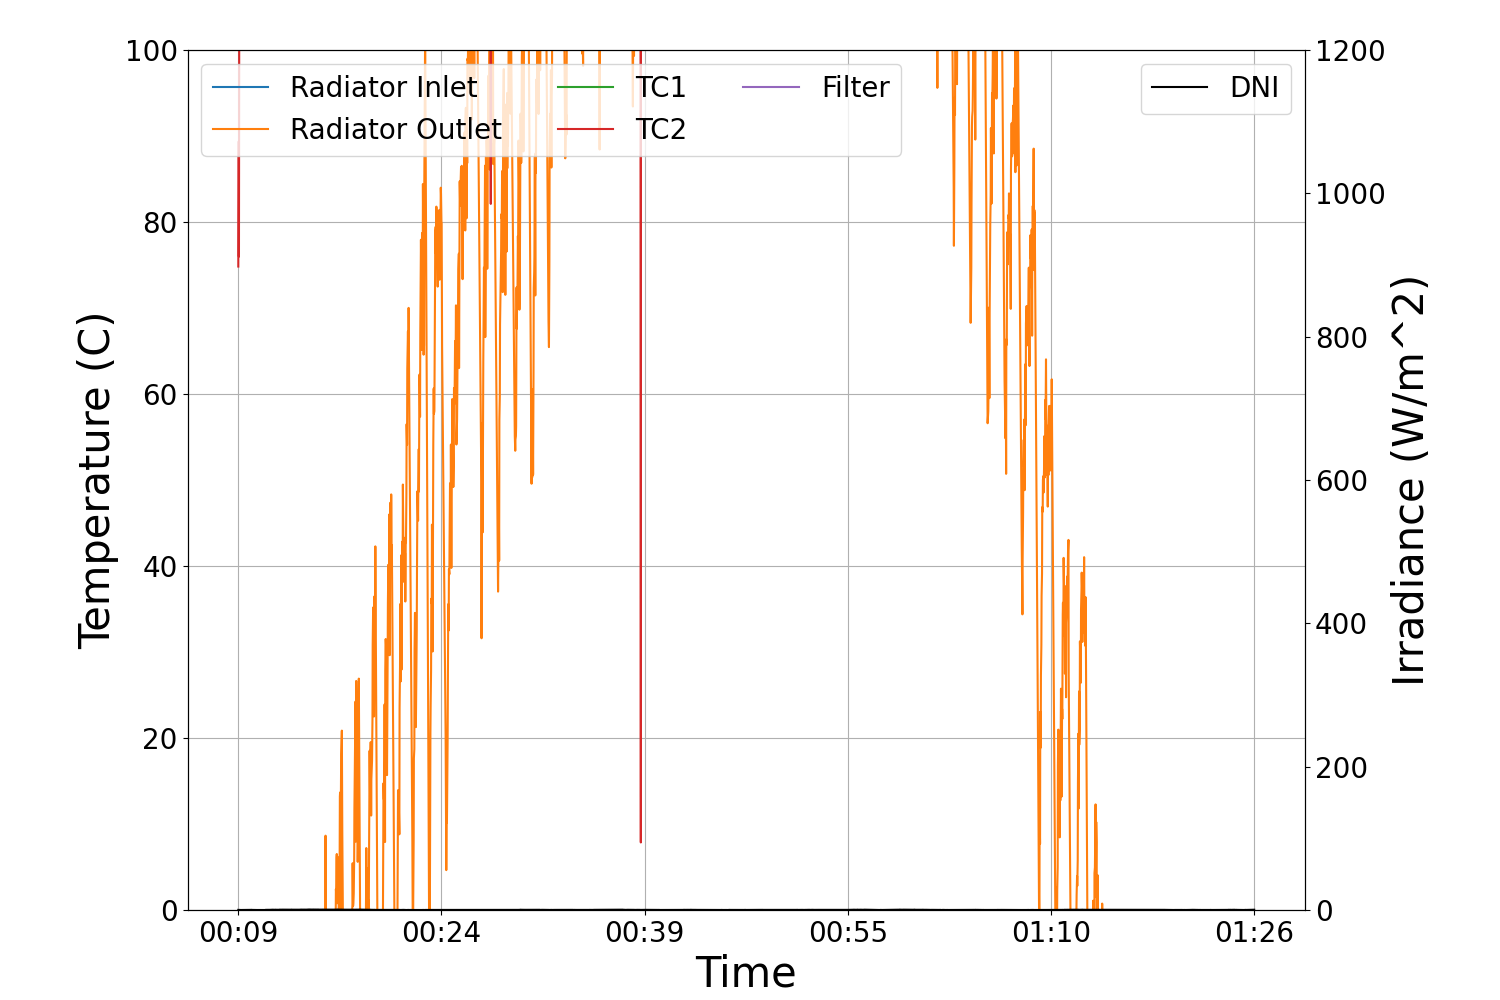 100
80
60
40
20
0
Temperature (C)
Radiator Inlet
Radiator Outlet
TC1
TC2
Filter
DNI
1200
1000
800
600
400
200
0
Irradiance (W/m^2)
00:09
00:24
00:39
00:55
01:10
01:26
Time